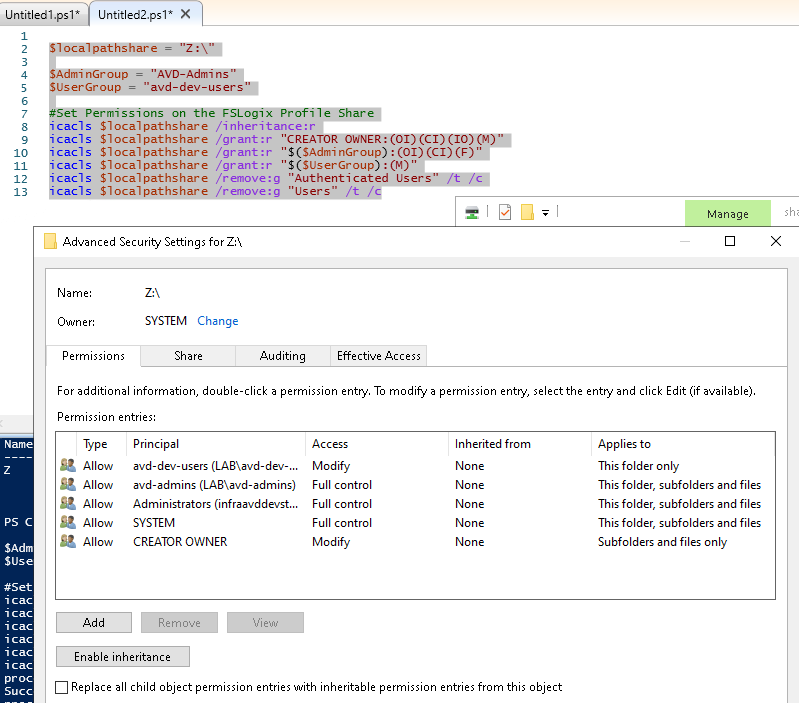 Untitled1.ps1* Untitled2.ps1* X
1
2 $localpathshare = "Z:\"
3
4 $AdminGroup = "AVD-Admins"
5 $UserGroup = "avd-dev-users"
6
7 #Set Permissions on the FSLogix Profile Share
8 icacls $localpathshare /inheritance:r
9 icacls $localpathshare /grant:r "CREATOR OWNER:(OI)(CI)(IO)(M)"
10 icacls $localpathshare /grant:r "$($AdminGroup):(OI)(CI)(F)"
11 icacls $localpathshare /grant:r "$($UserGroup):(M)"
12 icacls $localpathshare /remove:g "Authenticated Users" /t /c
13 icacls $localpathshare /remove:g "Users" /t /c
Manage sha
Advanced Security Settings for Z:\
Name: Z:\
Owner: SYSTEM Change
Permissions Share Auditing Effective Access
For additional information, double-click a permission entry. To modify a permission entry, select the entry and click Edit (if available).
Permission entries:
Type Principal Access Inherited from Applies to
Allow avd-dev-users (LAB\avd-dev-... Modify None This folder only
Allow avd-admins (LAB\avd-admins) Full control None This folder, subfolders and files
Allow Administrators (infraavddevst... Full control None This folder, subfolders and files
Allow SYSTEM Full control None This folder, subfolders and files
Allow CREATOR OWNER Modify None Subfolders and files only
Add Remove View
Enable inheritance
Replace all child object permission entries with inheritable permission entries from this object
Name
----
Z
PS C
$Adm
$Use
#Set
icac
icac
icac
icac
icac
icac
proc
Succ